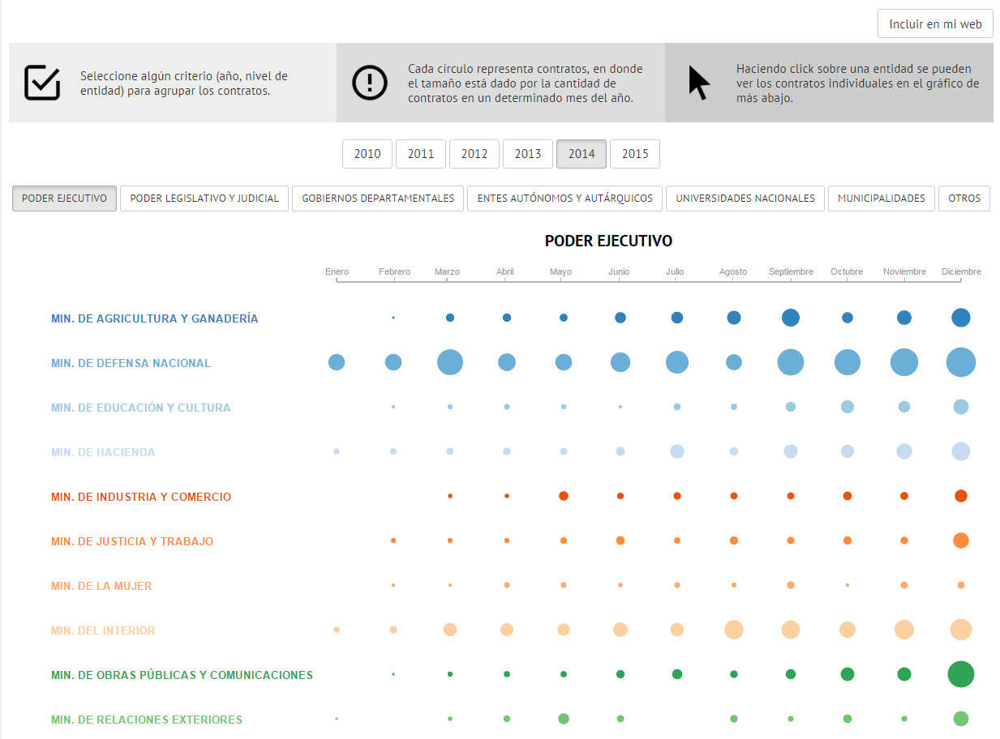 Incluir en mi web
Seleccione algún criterio (año, nivel de
entidad) para agrupar los contratos.
Cada círculo representa contratos, en donde
el tamaño está dado por la cantidad de
contratos en un determinado mes del año.
Haciendo click sobre una entidad se pueden
ver los contratos individuales en el gráfico de
más abajo.
2010 2011 2012 2013 2014 2015
PODER EJECUTIVO PODER LEGISLATIVO Y JUDICIAL GOBIERNOS DEPARTAMENTALES ENTES AUTÓNOMOS Y AUTÁRQUICOS UNIVERSIDADES NACIONALES MUNICIPALIDADES OTROS
PODER EJECUTIVO
Enero Febrero Marzo Abril Mayo Junio Julio Agosto Septiembre Octubre Noviembre Diciembre
MIN. DE AGRICULTURA Y GANADERÍA
MIN. DE DEFENSA NACIONAL
MIN. DE EDUCACIÓN Y CULTURA
MIN. DE HACIENDA
MIN. DE INDUSTRIA Y COMERCIO
MIN. DE JUSTICIA Y TRABAJO
MIN. DE LA MUJER
MIN. DEL INTERIOR
MIN. DE OBRAS PÚBLICAS Y COMUNICACIONES
MIN. DE RELACIONES EXTERIORES